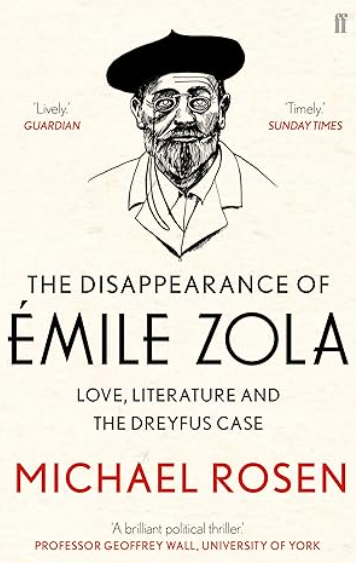 ff
'Lively.'
GUARDIAN
'Timely.'
SUNDAY TIMES
THE DISAPPEARANCE OF
ÉMILE ZOLA
LOVE, LITERATURE AND
THE DREYFUS CASE
MICHAEL ROSEN
'A brilliant political thriller.'
PROFESSOR GEOFFREY WALL, UNIVERSITY OF YORK